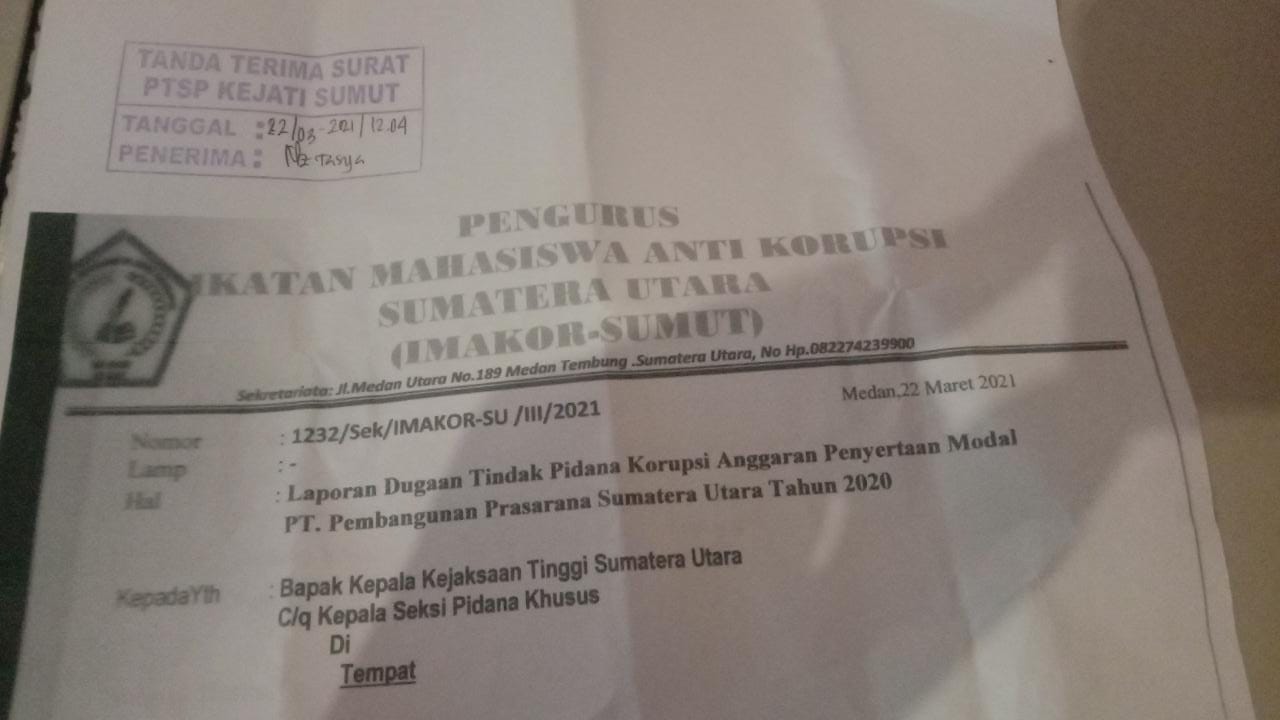 TANDA TERIMA SURAT
PTSP KEJATI SUMUT
TANGGAL : 22/03-2021/12.04
PENERIMA : Tasya
PENGURUS
IKATAN MAHASISWA ANTI KORUPSI
SUMATERA UTARA
(IMAKOR-SUMUT)
Sekretariata: Jl.Medan Utara No.189 Medan Tembung .Sumatera Utara, No Hp.082274239900
Medan,22 Maret 2021
Nomor : 1232/Sek/IMAKOR-SU /III/2021
Lamp : -
Hal : Laporan Dugaan Tindak Pidana Korupsi Anggaran Penyertaan Modal
PT. Pembangunan Prasarana Sumatera Utara Tahun 2020
KepadaYth : Bapak Kepala Kejaksaan Tinggi Sumatera Utara
C/q Kepala Seksi Pidana Khusus
Di
Tempat